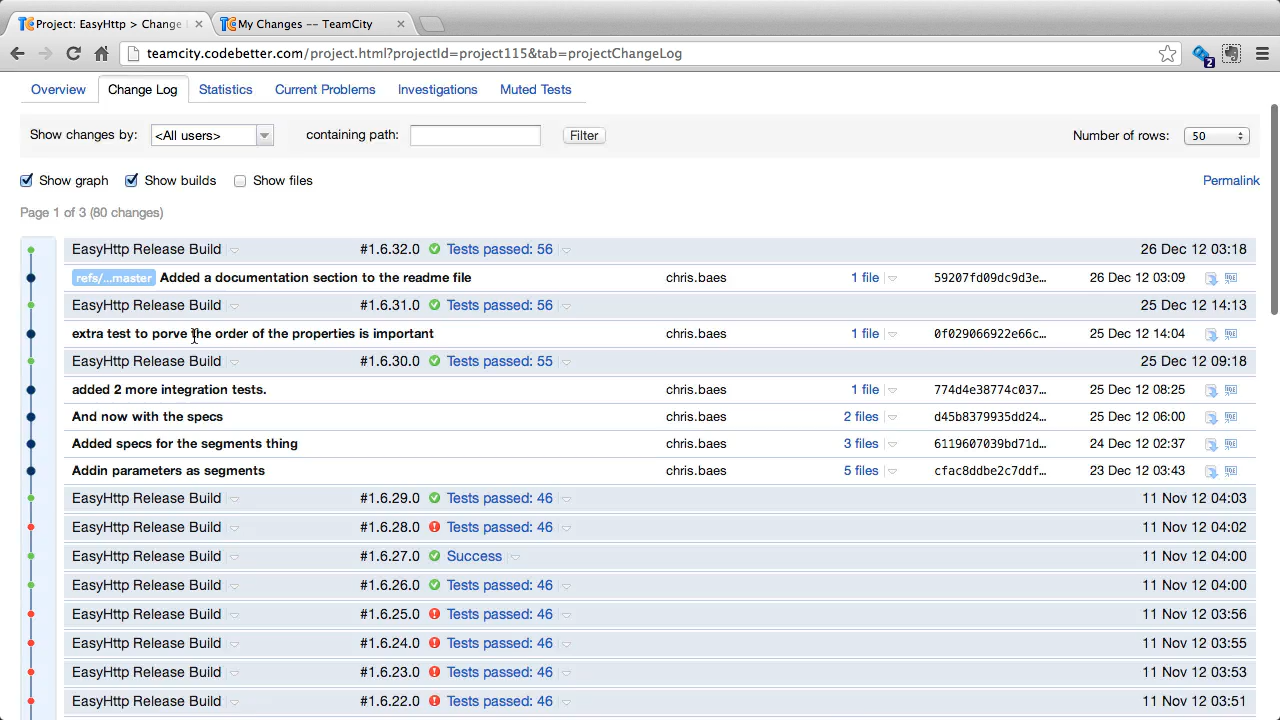 Project: EasyHttp > Change
My Changes -- TeamCity
teamcity.codebetter.com/project.html?projectId=project115&tab=projectChangeLog
2
Overview Change Log Statistics Current Problems Investigations Muted Tests
Show changes by: <All users> containing path: Filter Number of rows: 50
Show graph Show builds Show files Permalink
Page 1 of 3 (80 changes)
EasyHttp Release Build #1.6.32.0 Tests passed: 56 26 Dec 12 03:18
refs/...master Added a documentation section to the readme file chris.baes 1 file 59207fd09dc9d3e... 26 Dec 12 03:09
EasyHttp Release Build #1.6.31.0 Tests passed: 56 25 Dec 12 14:13
extra test to porve the order of the properties is important chris.baes 1 file 0f029066922e66c... 25 Dec 12 14:04
EasyHttp Release Build #1.6.30.0 Tests passed: 55 25 Dec 12 09:18
added 2 more integration tests. chris.baes 1 file 774d4e38774c037... 25 Dec 12 08:25
And now with the specs chris.baes 2 files d45b8379935dd24... 25 Dec 12 06:00
Added specs for the segments thing chris.baes 3 files 6119607039bd71d... 24 Dec 12 02:37
Addin parameters as segments chris.baes 5 files cfac8ddbe2c7ddf... 23 Dec 12 03:43
EasyHttp Release Build #1.6.29.0 Tests passed: 46 11 Nov 12 04:03
EasyHttp Release Build #1.6.28.0 Tests passed: 46 11 Nov 12 04:02
EasyHttp Release Build #1.6.27.0 Success 11 Nov 12 04:00
EasyHttp Release Build #1.6.26.0 Tests passed: 46 11 Nov 12 04:00
EasyHttp Release Build #1.6.25.0 Tests passed: 46 11 Nov 12 03:56
EasyHttp Release Build #1.6.24.0 Tests passed: 46 11 Nov 12 03:55
EasyHttp Release Build #1.6.23.0 Tests passed: 46 11 Nov 12 03:53
EasyHttp Release Build #1.6.22.0 Tests passed: 46 11 Nov 12 03:51